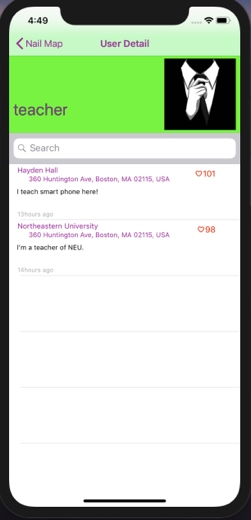 4:49
Nail Map
User Detail
teacher
Search
Hayden Hall
♡101
360 Huntington Ave, Boston, MA 02115, USA
I teach smart phone here!
13hours ago
Northeastern University
♡98
360 Huntington Ave, Boston, MA 02115, USA
I'm a teacher of NEU.
14hours ago